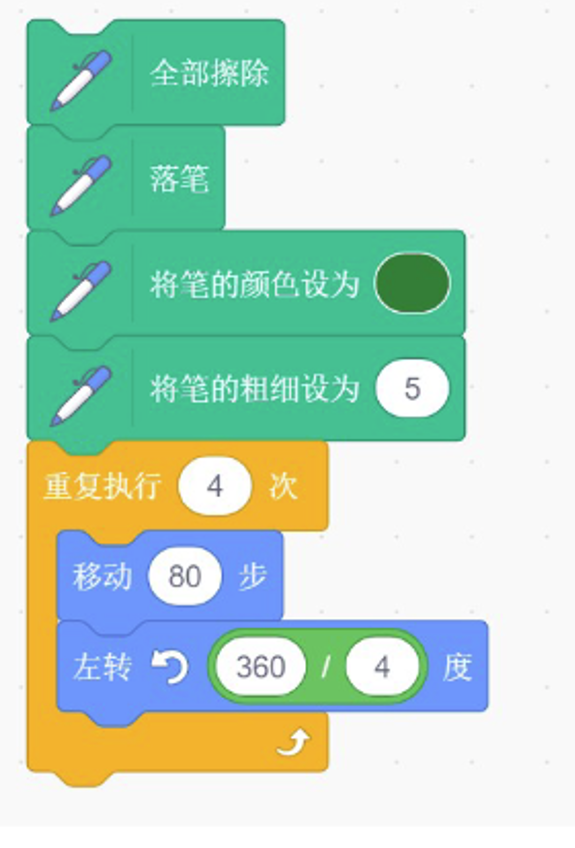 全部擦除
落笔
将笔的颜色设为
将笔的粗细设为 5
重复执行 4 次
移动 80 步
左转 360 / 4 度